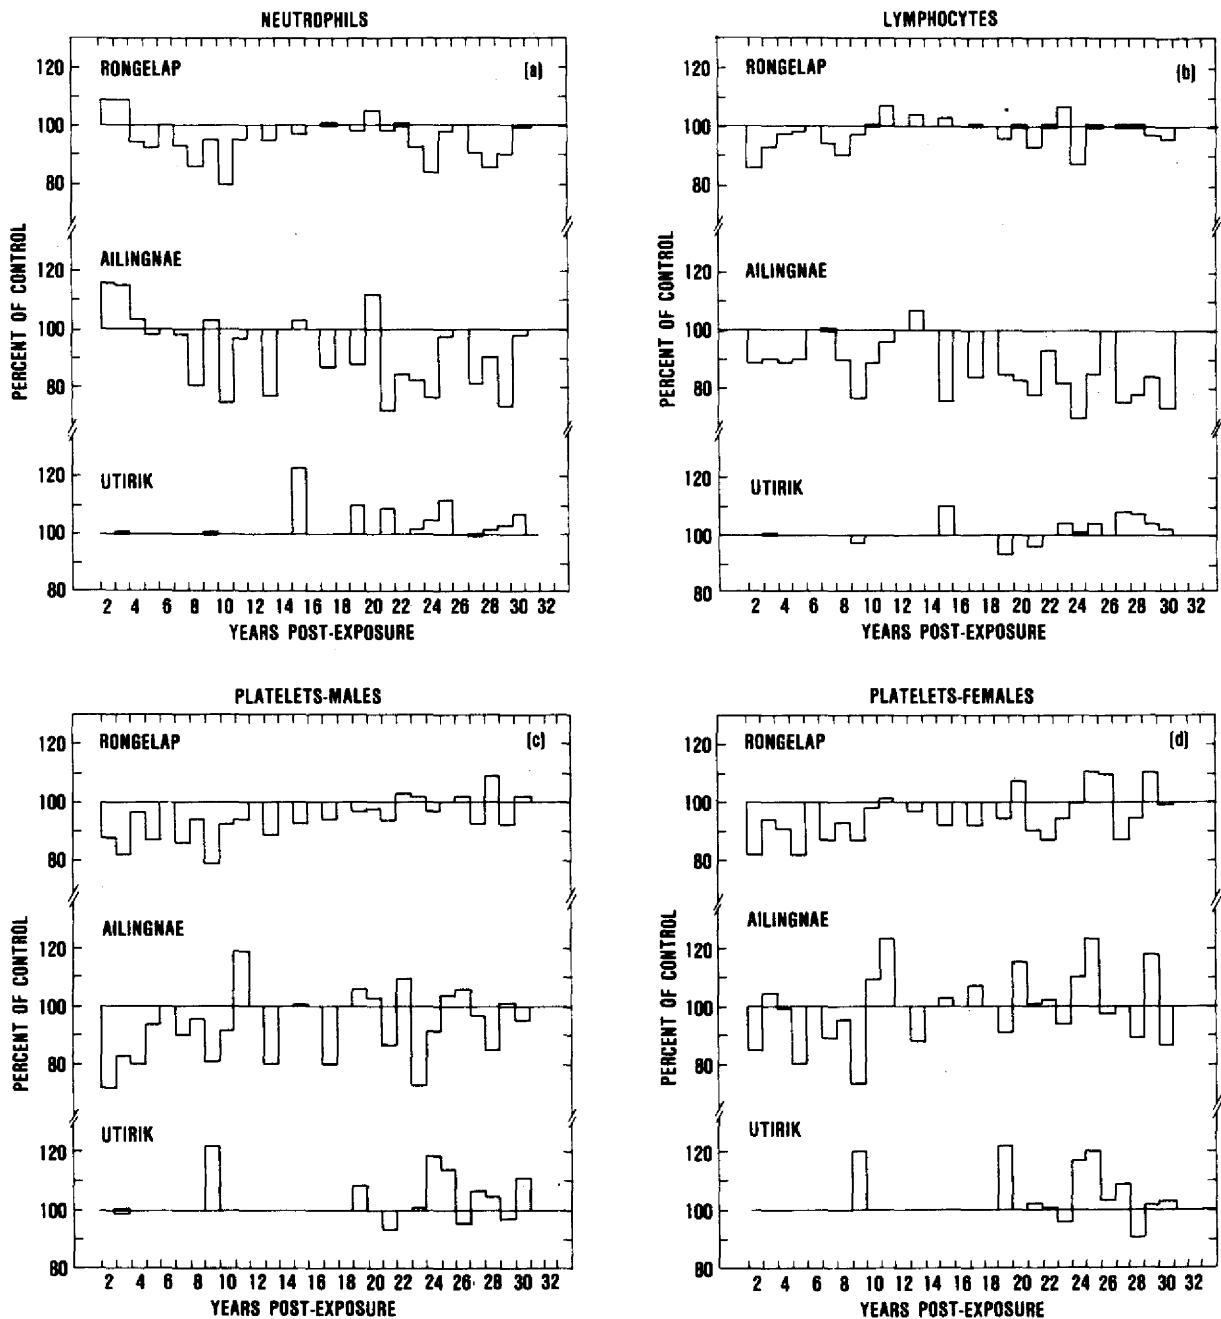 NEUTROPHILS
RONGELAP
(a)
120
100
80
AILINGNAE
120
100
80
UTIRIK
120
100
80
PERCENT OF CONTROL
2 4 6 8 10 12 14 16 18 20 22 24 26 28 30 32
YEARS POST-EXPOSURE
LYMPHOCYTES
RONGELAP
(b)
120
100
80
AILINGNAE
120
100
80
UTIRIK
120
100
80
PERCENT OF CONTROL
2 4 6 8 10 12 14 16 18 20 22 24 26 28 30 32
YEARS POST-EXPOSURE
PLATELETS-MALES
RONGELAP
(c)
120
100
80
AILINGNAE
120
100
80
UTIRIK
120
100
80
PERCENT OF CONTROL
2 4 6 8 10 12 14 16 18 20 22 24 26 28 30 32
YEARS POST-EXPOSURE
PLATELETS-FEMALES
RONGELAP
(d)
120
100
80
AILINGNAE
120
100
80
UTIRIK
120
100
80
PERCENT OF CONTROL
2 4 6 8 10 12 14 16 18 20 22 24 26 28 30 32
YEARS POST-EXPOSURE